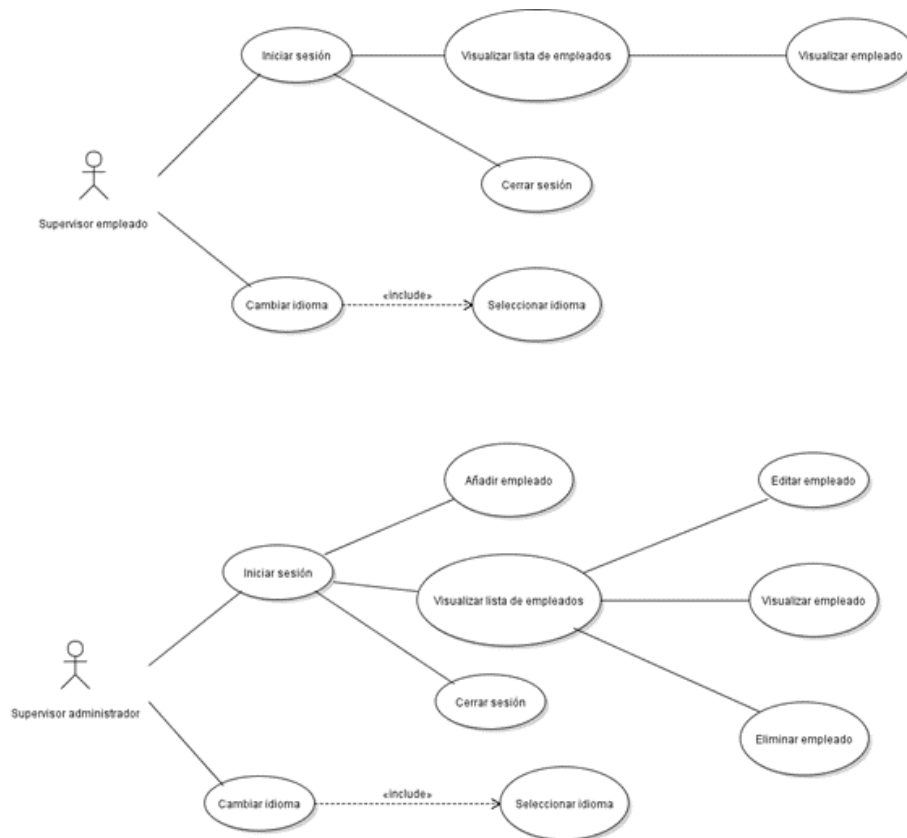 Iniciar sesión
Visualizar lista de empleados
Visualizar empleado
Cerrar sesión
Supervisor empleado
Cambiar idioma
«include»
Seleccionar idioma
Añadir empleado
Editar empleado
Iniciar sesión
Visualizar lista de empleados
Visualizar empleado
Cerrar sesión
Supervisor administrador
Eliminar empleado
Cambiar idioma
«include»
Seleccionar idioma